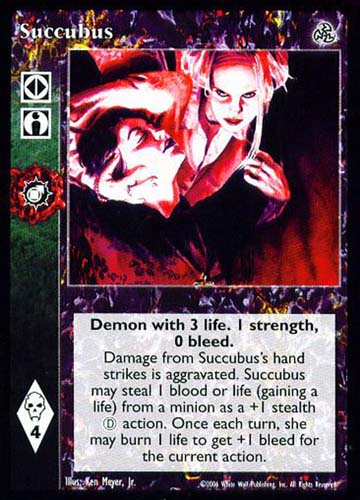 Succubus
Demon with 3 life. 1 strength,
0 bleed.
Damage from Succubus's hand
strikes is aggravated. Succubus
may steal 1 blood or life (gaining a
life) from a minion as a +1 stealth
Ⓓ action. Once each turn, she
may burn 1 life to get +1 bleed for
the current action.
4
Illus: Ken Meyer, Jr.
©2006 White Wolf Publishing, Inc. All Rights Reserved.